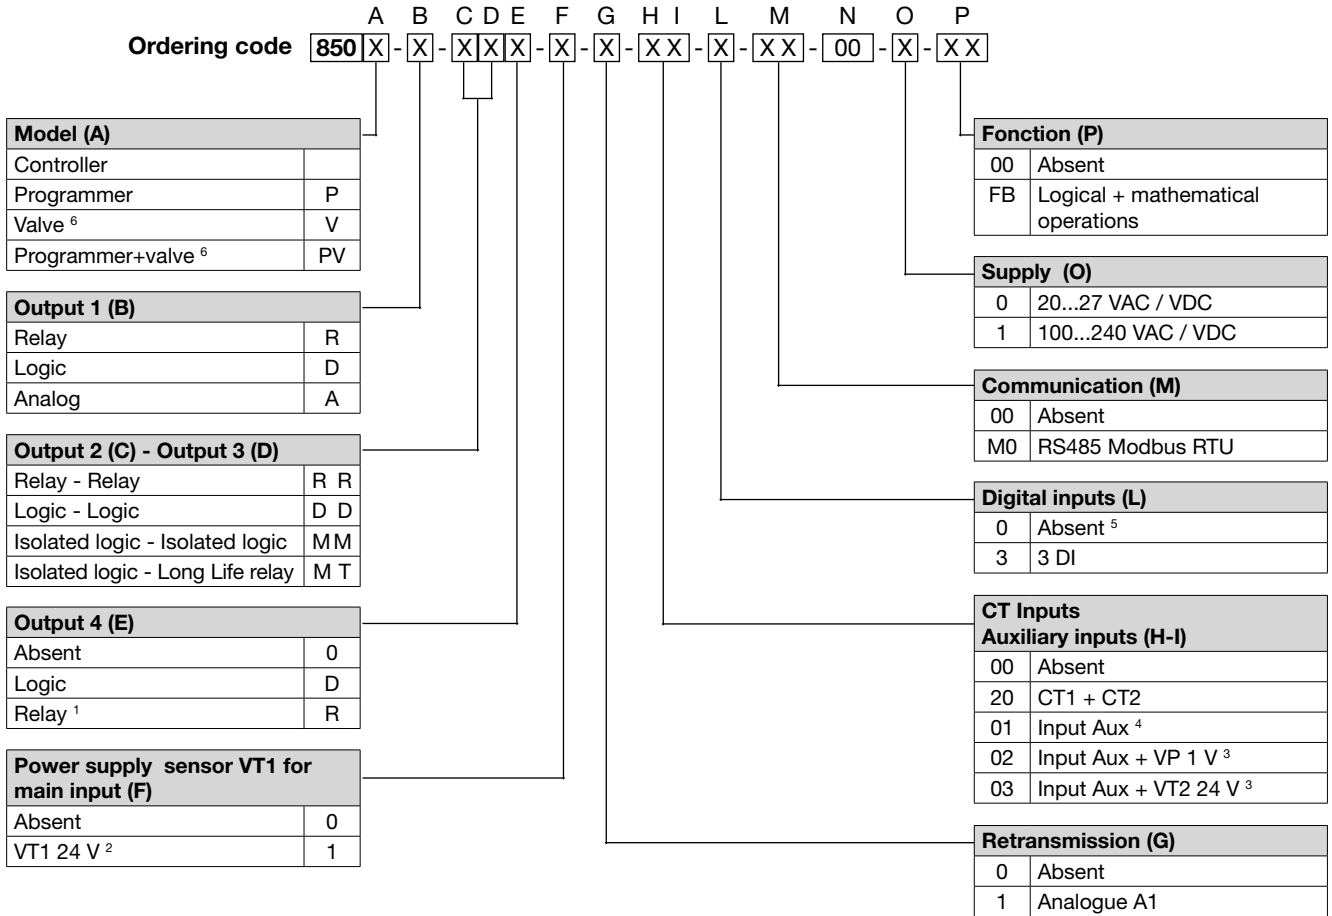 A B C D E F G H I L M N O P
Ordering code 850 X - X - X X X - X - X - X X - X - X X - 00 - X - X X
Model (A)
Controller
Programmer P
Valve 6 V
Programmer+valve 6 PV
Output 1 (B)
Relay R
Logic D
Analog A
Output 2 (C) - Output 3 (D)
Relay - Relay R R
Logic - Logic D D
Isolated logic - Isolated logic M M
Isolated logic - Long Life relay M T
Output 4 (E)
Absent 0
Logic D
Relay 1 R
Power supply sensor VT1 for
main input (F)
Absent 0
VT1 24 V 2 1
Fonction (P)
00 Absent
FB Logical + mathematical
operations
Supply (O)
0 20...27 VAC / VDC
1 100...240 VAC / VDC
Communication (M)
00 Absent
M0 RS485 Modbus RTU
Digital inputs (L)
0 Absent 5
3 3 DI
CT Inputs
Auxiliary inputs (H-I)
00 Absent
20 CT1 + CT2
01 Input Aux 4
02 Input Aux + VP 1 V 3
03 Input Aux + VT2 24 V 3
Retransmission (G)
0 Absent
1 Analogue A1